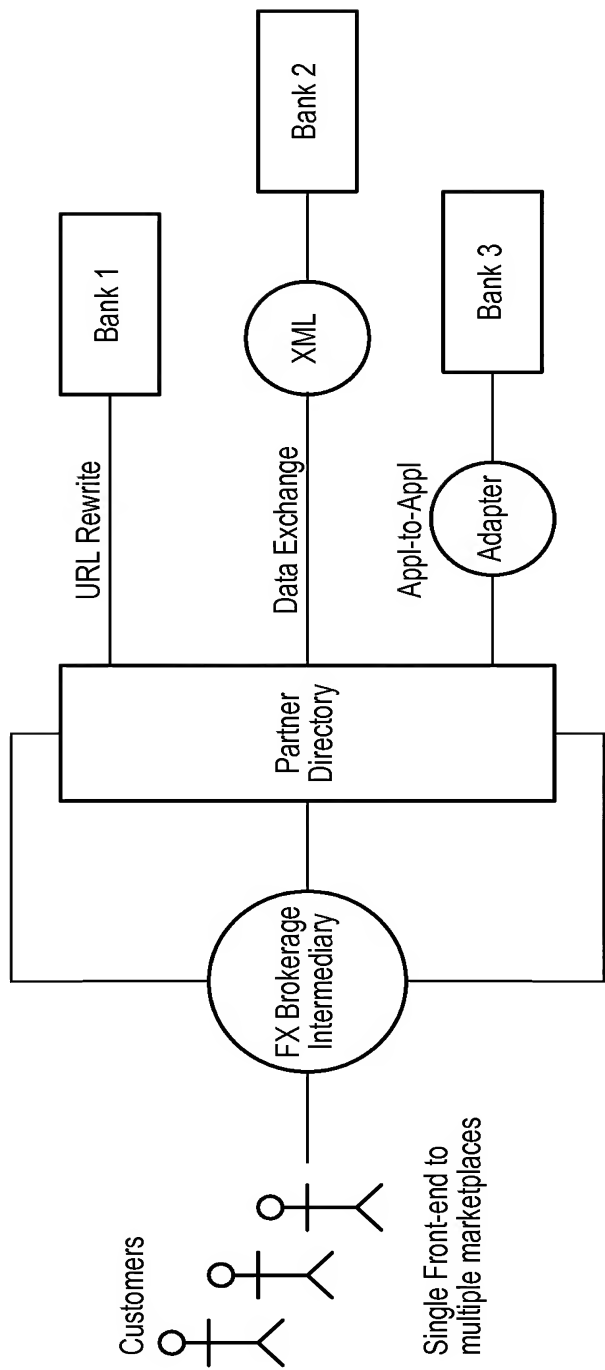 Customers
Single Front-end to
multiple marketplaces
FX Brokerage
Intermediary
Partner
Directory
URL Rewrite
Bank 1
Data Exchange
XML
Bank 2
Appl-to-Appl
Adapter
Bank 3